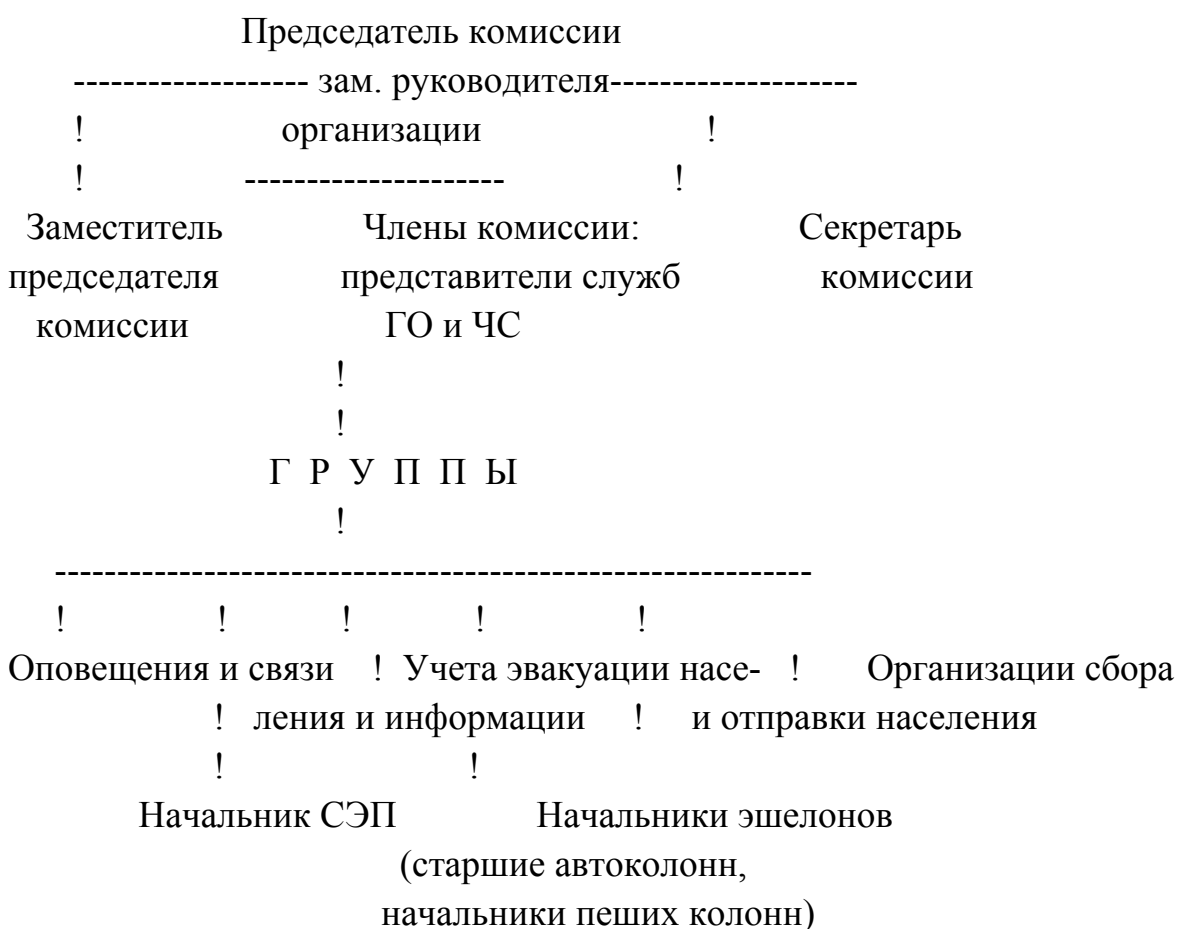 Председатель комиссии
------------------- зам. руководителя--------------------
! организации !
! --------------------- !
Заместитель Члены комиссии: Секретарь
председателя представители служб комиссии
комиссии ГО и ЧС
!
!
Г Р У П П Ы
!
-------------------------------------------------------------
! ! ! ! !
Оповещения и связи ! Учета эвакуации насе- ! Организации сбора
! ления и информации ! и отправки населения
! !
Начальник СЭП Начальники эшелонов
(старшие автоколонн,
начальники пеших колонн)